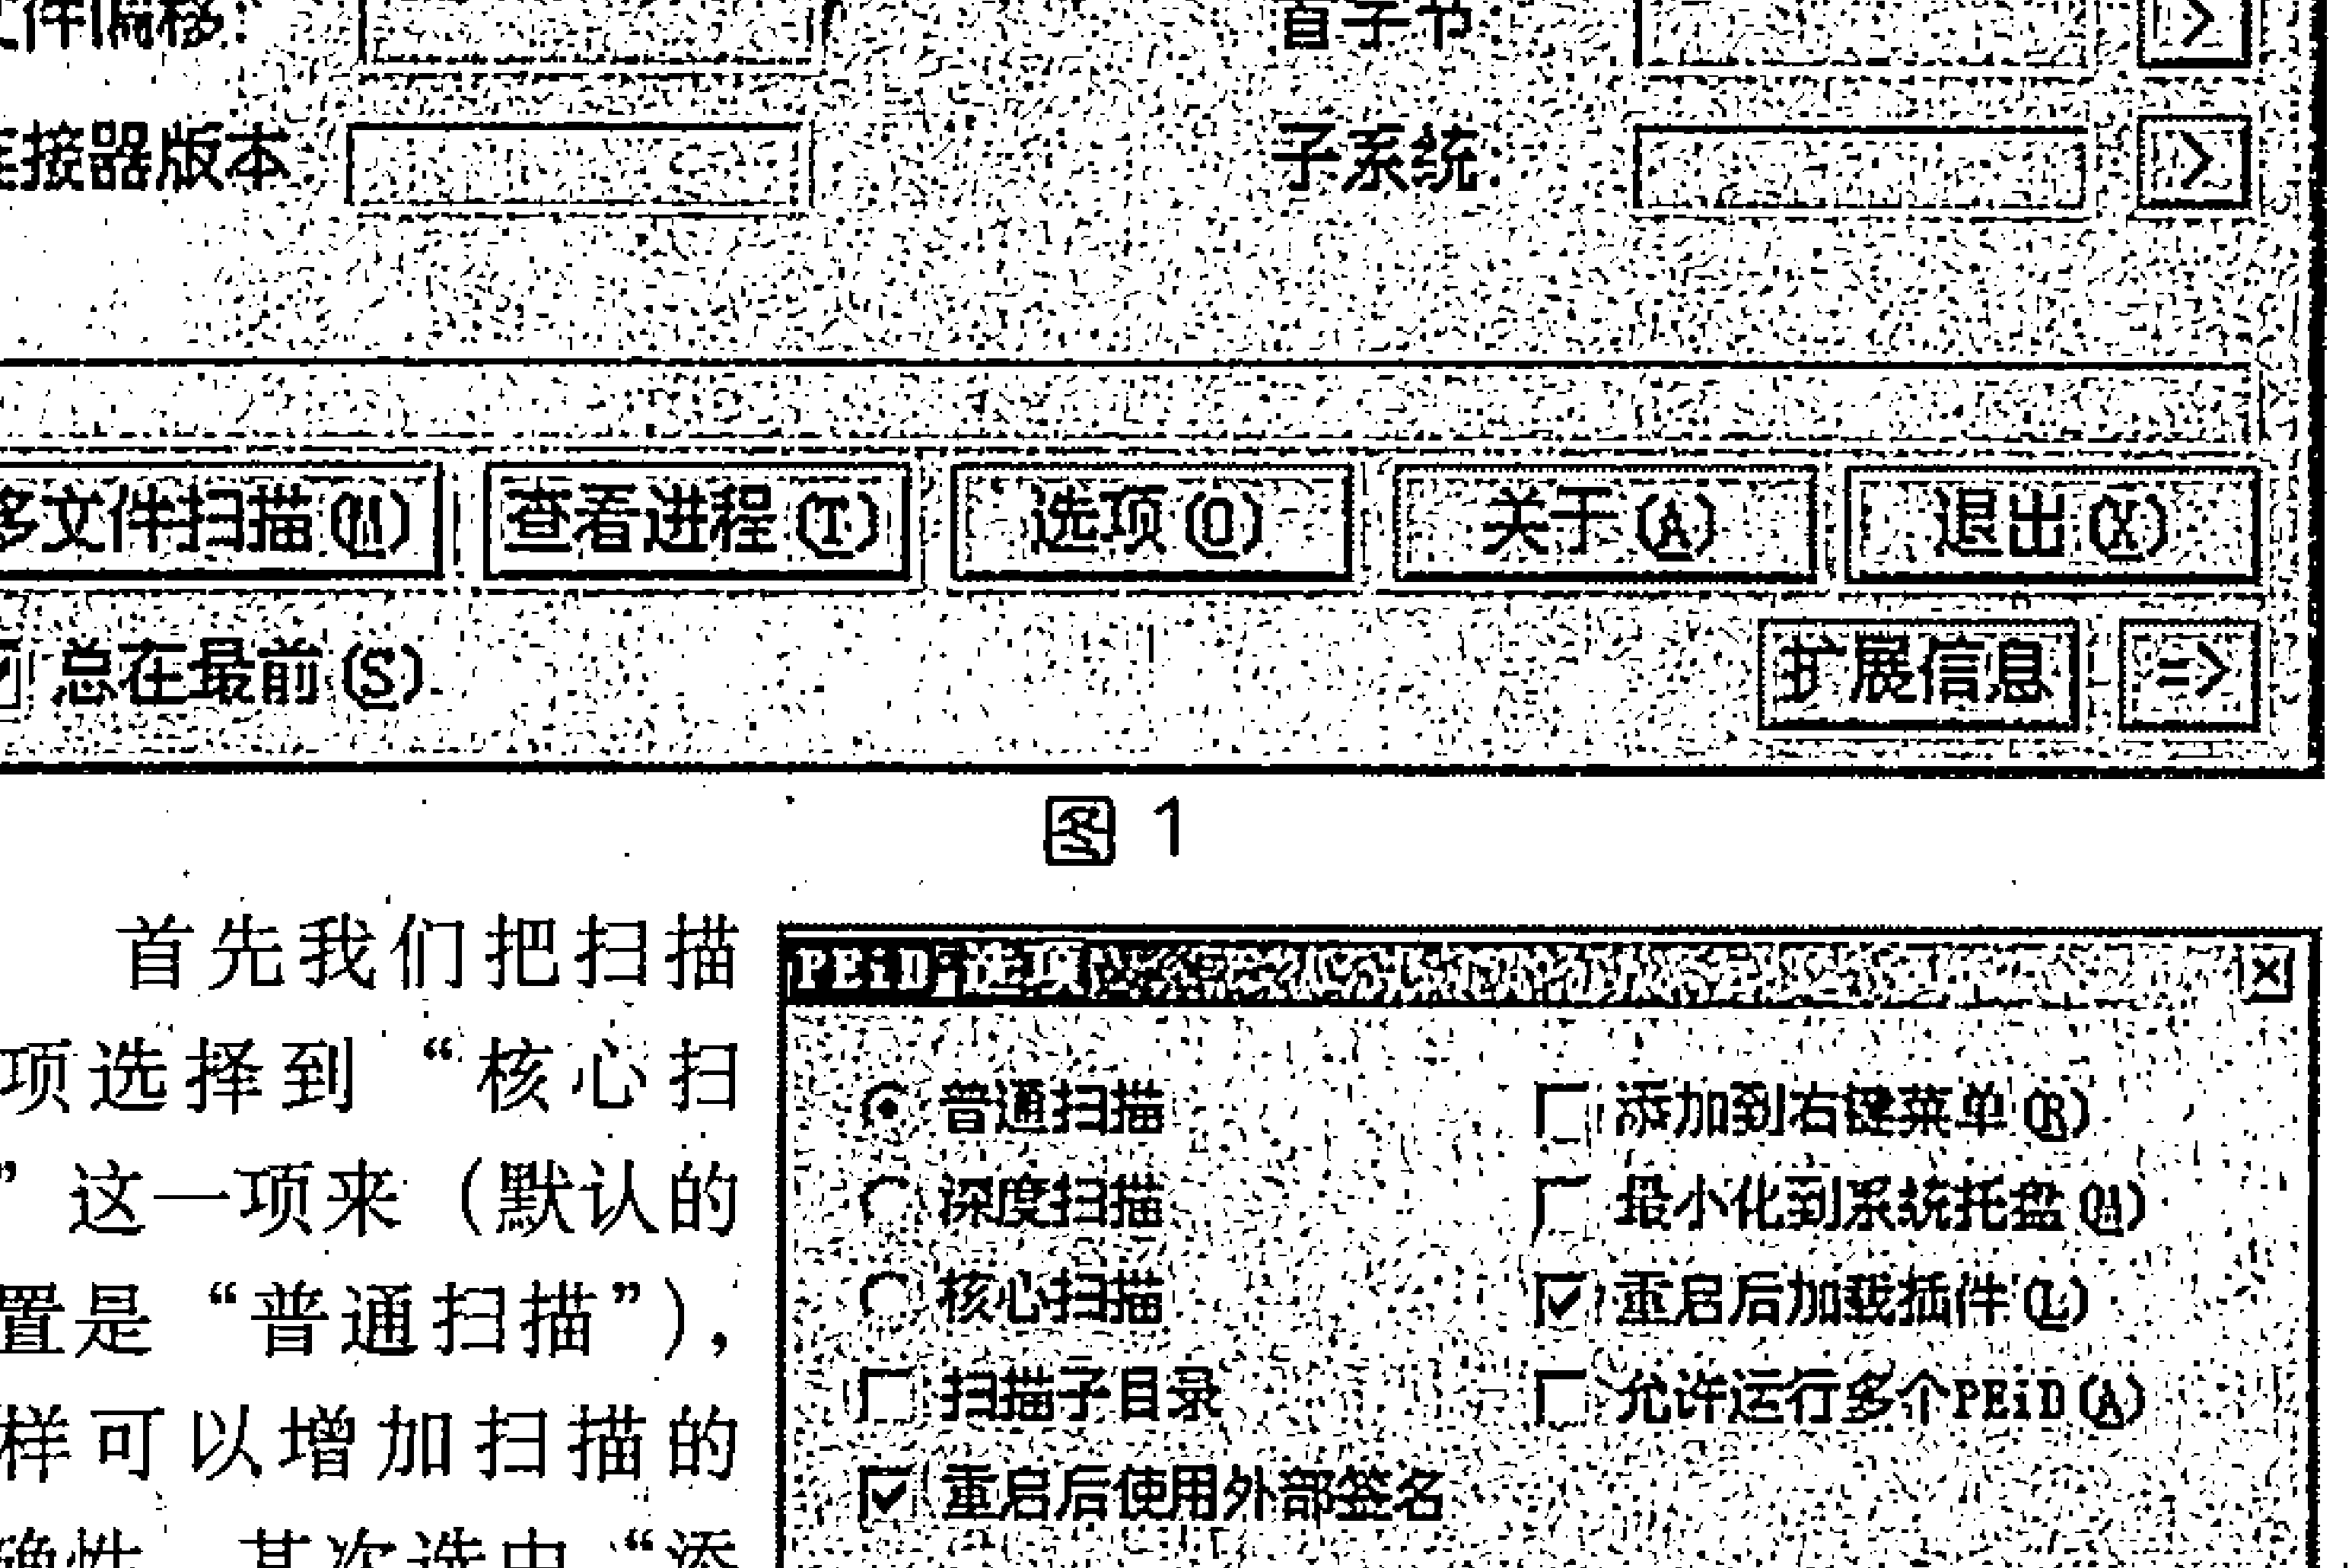 件偏移:
首字节:
接器版本
子系统:
>
>
多文件扫描(M) 查看进程(T) 选项(O) 关于(A) 退出(X)
总在最前(S) 扩展信息 =>
图 1
首先我们把扫描
项选择到“核心扫
”这一项来（默认的
置是“普通扫描”），
样可以增加扫描的
确性。其次选中“添
PEiD 选项
普通扫描
深度扫描
核心扫描
扫描子目录
重启后使用外部签名
添加到右键菜单(R)
最小化到系统托盘(M)
重启后加载插件(L)
允许运行多个PEiD(A)